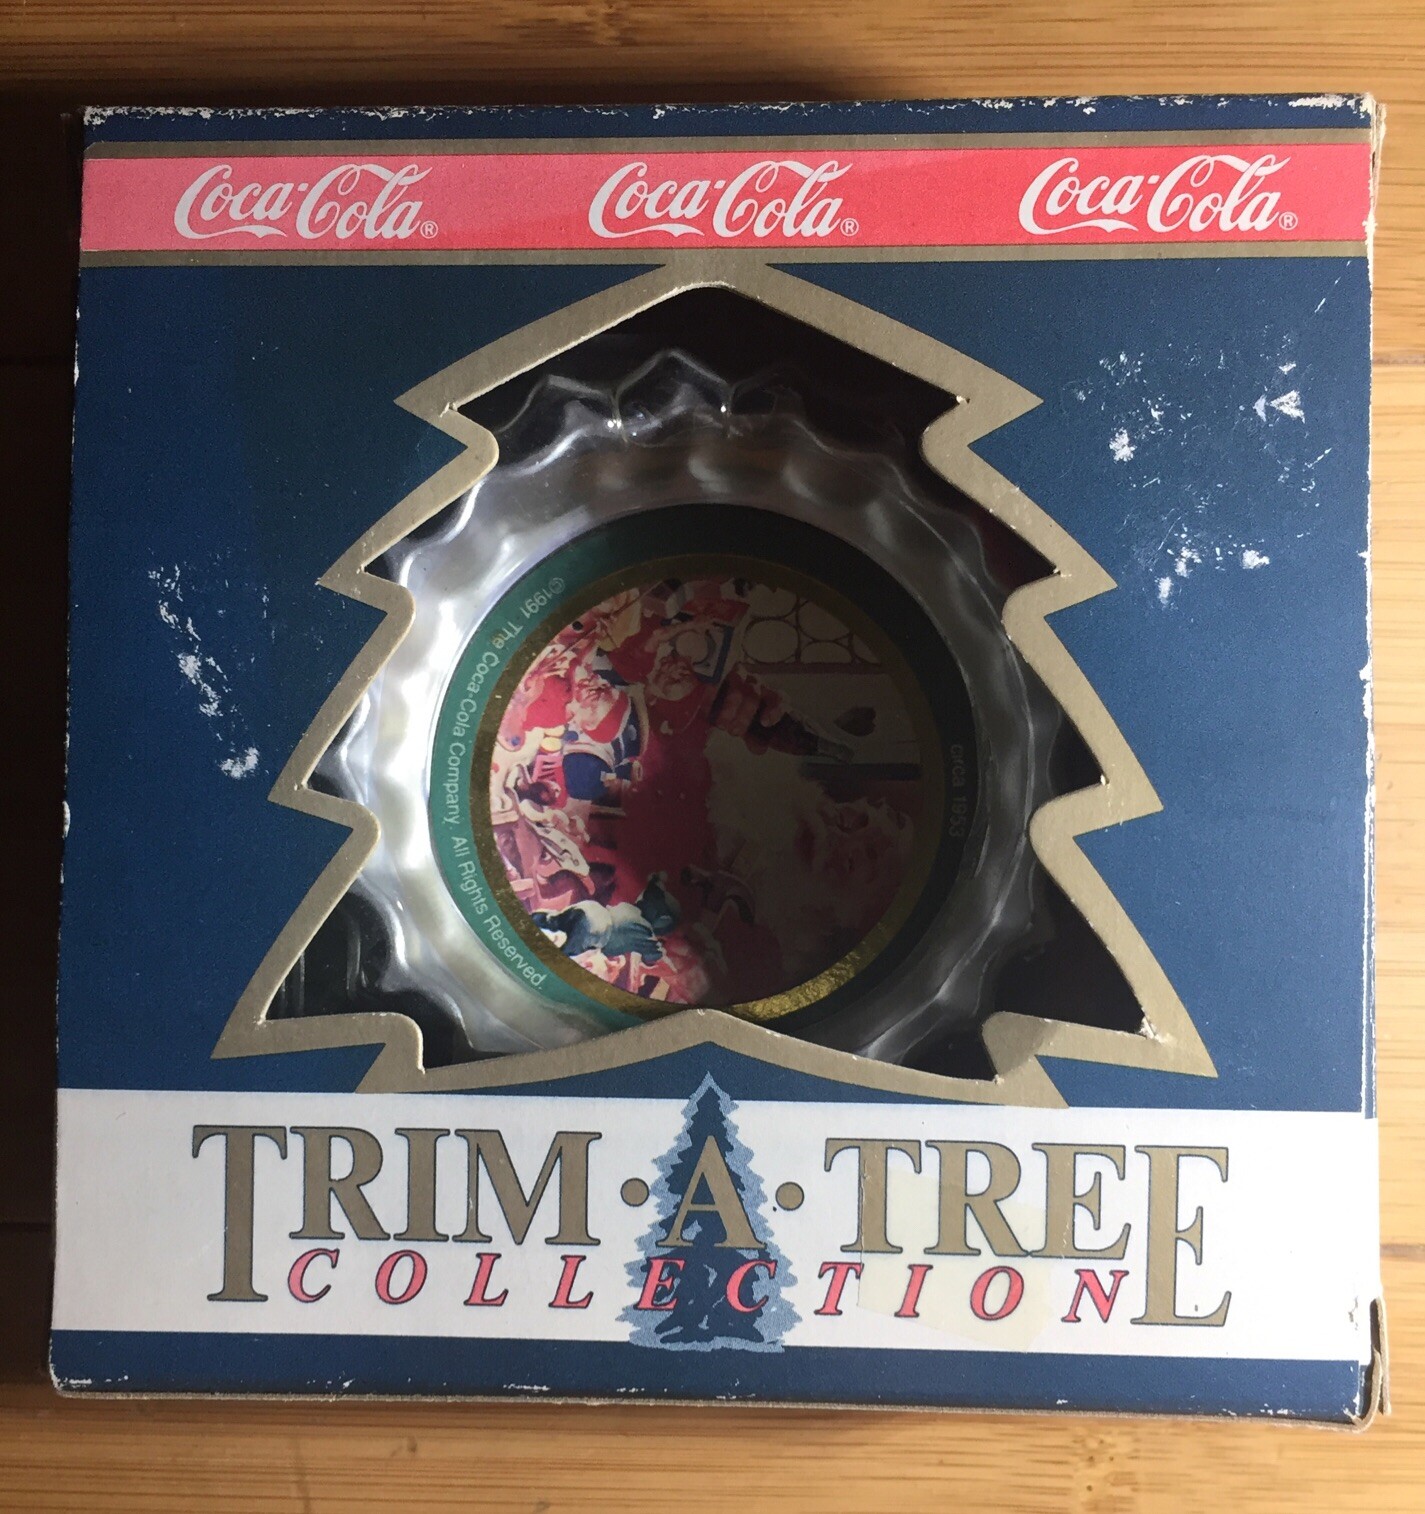 Coca-Cola® Coca-Cola® Coca-Cola®
©1991 The Coca-Cola Company. All Rights Reserved.
circa 1953
TRIM·A·TREE
COLLECTION